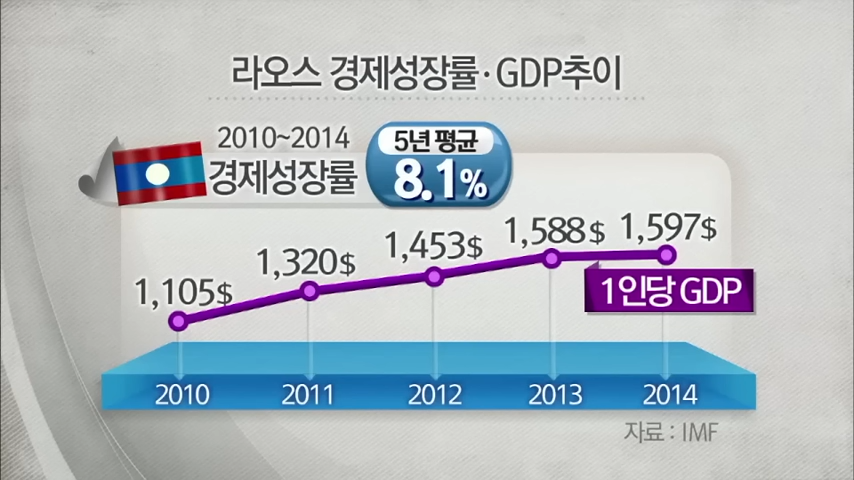 라오스 경제성장률·GDP추이
2010~2014
경제성장률
5년 평균
8.1%
1,105$
1,320$
1,453$
1,588$
1,597$
1인당 GDP
2010
2011
2012
2013
2014
자료 : IMF